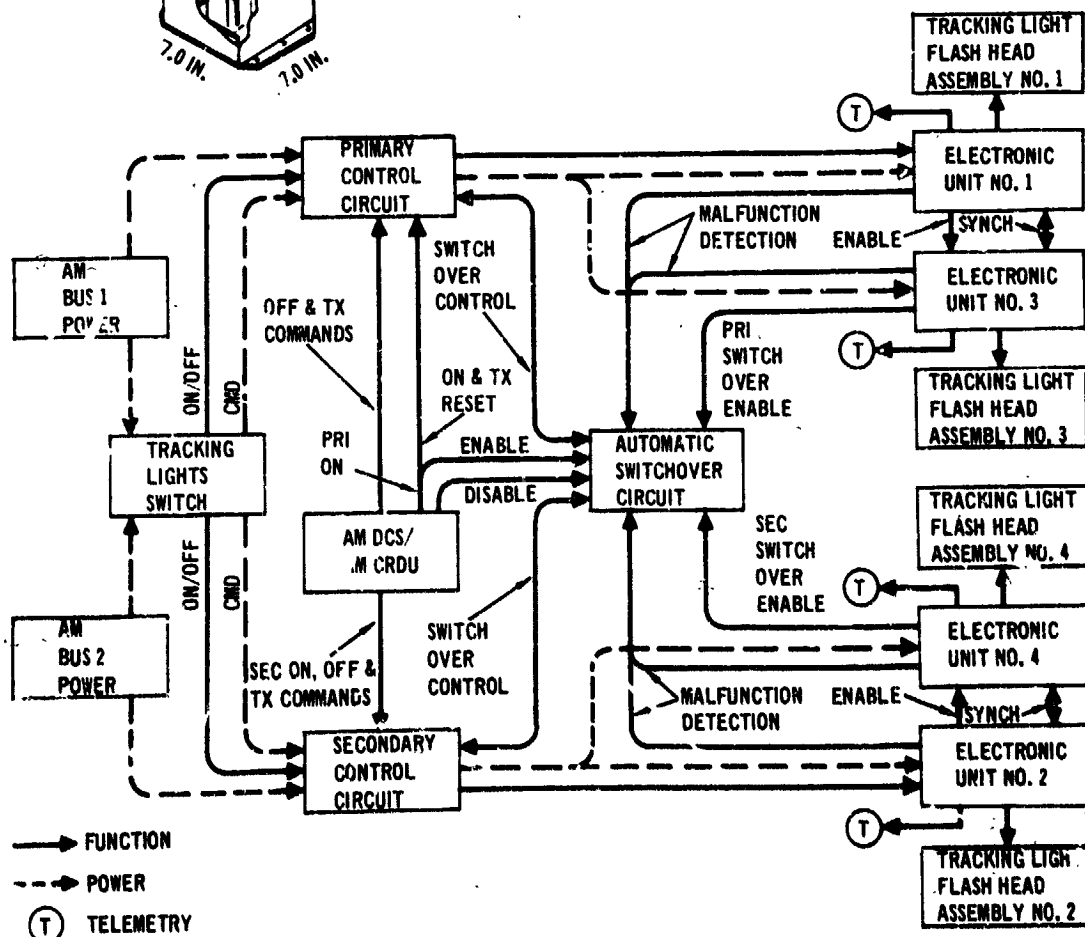 7.0 IN.
7.0 IN.
TRACKING LIGHT
FLASH HEAD
ASSEMBLY NO. 1
T
PRIMARY
CONTROL
CIRCUIT
ELECTRONIC
UNIT NO. 1
MALFUNCTION
DETECTION
ENABLE
SYNCH
AM
BUS 1
POWER
SWITCH
OVER
CONTROL
OFF & TX
COMMANDS
ELECTRONIC
UNIT NO. 3
T
PRI
SWITCH
OVER
ENABLE
ON/OFF
CMD
ON & TX
RESET
TRACKING LIGHT
FLASH HEAD
ASSEMBLY NO. 3
TRACKING
LIGHTS
SWITCH
PRI
ON
ENABLE
DISABLE
AUTOMATIC
SWITCHOVER
CIRCUIT
TRACKING LIGHT
FLASH HEAD
ASSEMBLY NO. 4
AM DCS/
CRDU
SEC
SWITCH
OVER
ENABLE
ON/OFF
CMD
T
AM
BUS 2
POWER
SWITCH
OVER
CONTROL
ELECTRONIC
UNIT NO. 4
SEC ON, OFF &
TX COMMANDS
MALFUNCTION
DETECTION
ENABLE
SYNCH
SECONDARY
CONTROL
CIRCUIT
ELECTRONIC
UNIT NO. 2
T
TRACKING LIGH
FLASH HEAD
ASSEMBLY NO. 2
FUNCTION
POWER
T TELEMETRY